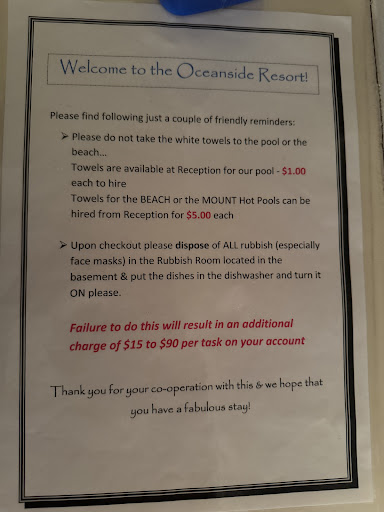 Welcome to the Oceanside Resort!
Please find following just a couple of friendly reminders:
➢ Please do not take the white towels to the pool or the
beach...
Towels are available at Reception for our pool - $1.00
each to hire
Towels for the BEACH or the MOUNT Hot Pools can be
hired from Reception for $5.00 each
➢ Upon checkout please dispose of ALL rubbish (especially
face masks) in the Rubbish Room located in the
basement & put the dishes in the dishwasher and turn it
ON please.
Failure to do this will result in an additional
charge of $15 to $90 per task on your account
Thank you for your co-operation with this & we hope that
you have a fabulous stay!